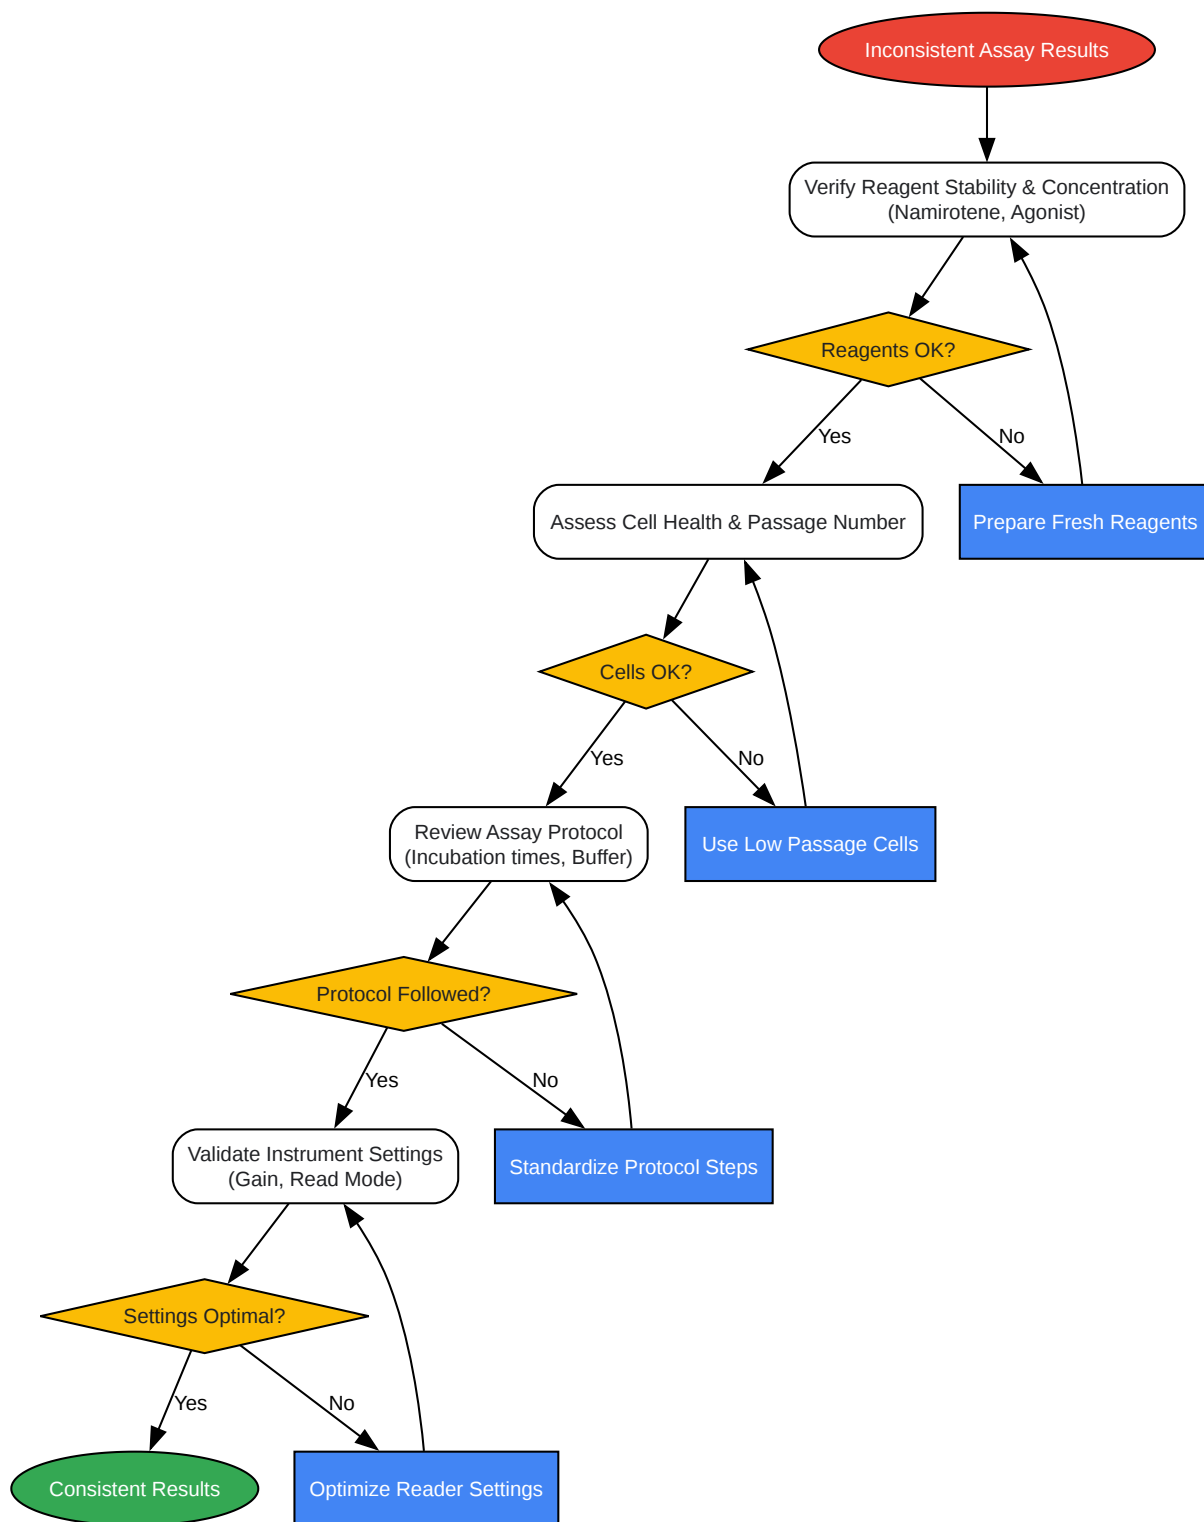 Inconsistent Assay Results
Verify Reagent Stability & Concentration
(Namirotene, Agonist)
Reagents OK?
Yes
No
Assess Cell Health & Passage Number
Prepare Fresh Reagents
Cells OK?
Yes
No
Review Assay Protocol
(Incubation times, Buffer)
Use Low Passage Cells
Protocol Followed?
Yes
No
Validate Instrument Settings
(Gain, Read Mode)
Standardize Protocol Steps
Settings Optimal?
Yes
No
Consistent Results
Optimize Reader Settings